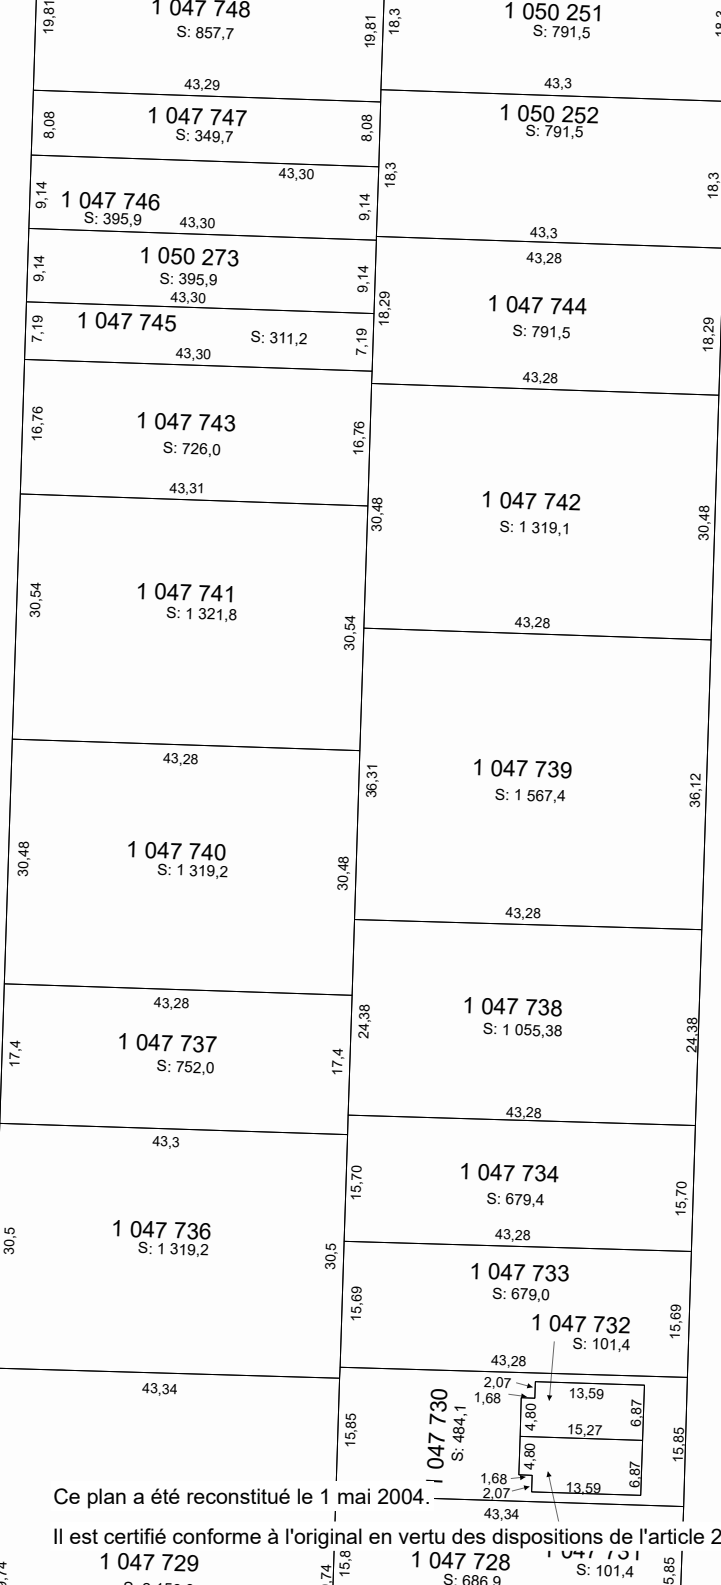 1 047 748
S: 857,7
19,81
19,81
43,29
1 050 251
S: 791,5
18,3
43,3
1 047 747
S: 349,7
8,08
8,08
43,30
1 050 252
S: 791,5
18,3
18,3
43,3
1 047 746
S: 395,9
9,14
9,14
43,30
1 050 273
S: 395,9
9,14
9,14
43,30
43,28
1 047 744
S: 791,5
18,29
18,29
43,28
1 047 745
S: 311,2
7,19
7,19
43,30
1 047 743
S: 726,0
16,76
16,76
43,31
1 047 742
S: 1 319,1
30,48
30,48
43,28
1 047 741
S: 1 321,8
30,54
30,54
43,28
1 047 739
S: 1 567,4
36,31
36,12
43,28
1 047 740
S: 1 319,2
30,48
30,48
43,28
1 047 738
S: 1 055,38
24,38
24,38
43,28
1 047 737
S: 752,0
17,4
17,4
43,3
1 047 734
S: 679,4
15,70
15,70
43,28
1 047 736
S: 1 319,2
30,5
30,5
43,34
1 047 733
S: 679,0
15,69
15,69
43,28
1 047 732
S: 101,4
2,07
1,68
13,59
4,80
6,87
15,27
4,80
6,87
1,68
2,07
13,59
1 047 730
S: 484,1
15,85
15,85
43,34
Ce plan a été reconstitué le 1 mai 2004.
Il est certifié conforme à l'original en vertu des dispositions de l'article 2
1 047 729
1 047 728
S: 686,9
1 047 731
S: 101,4